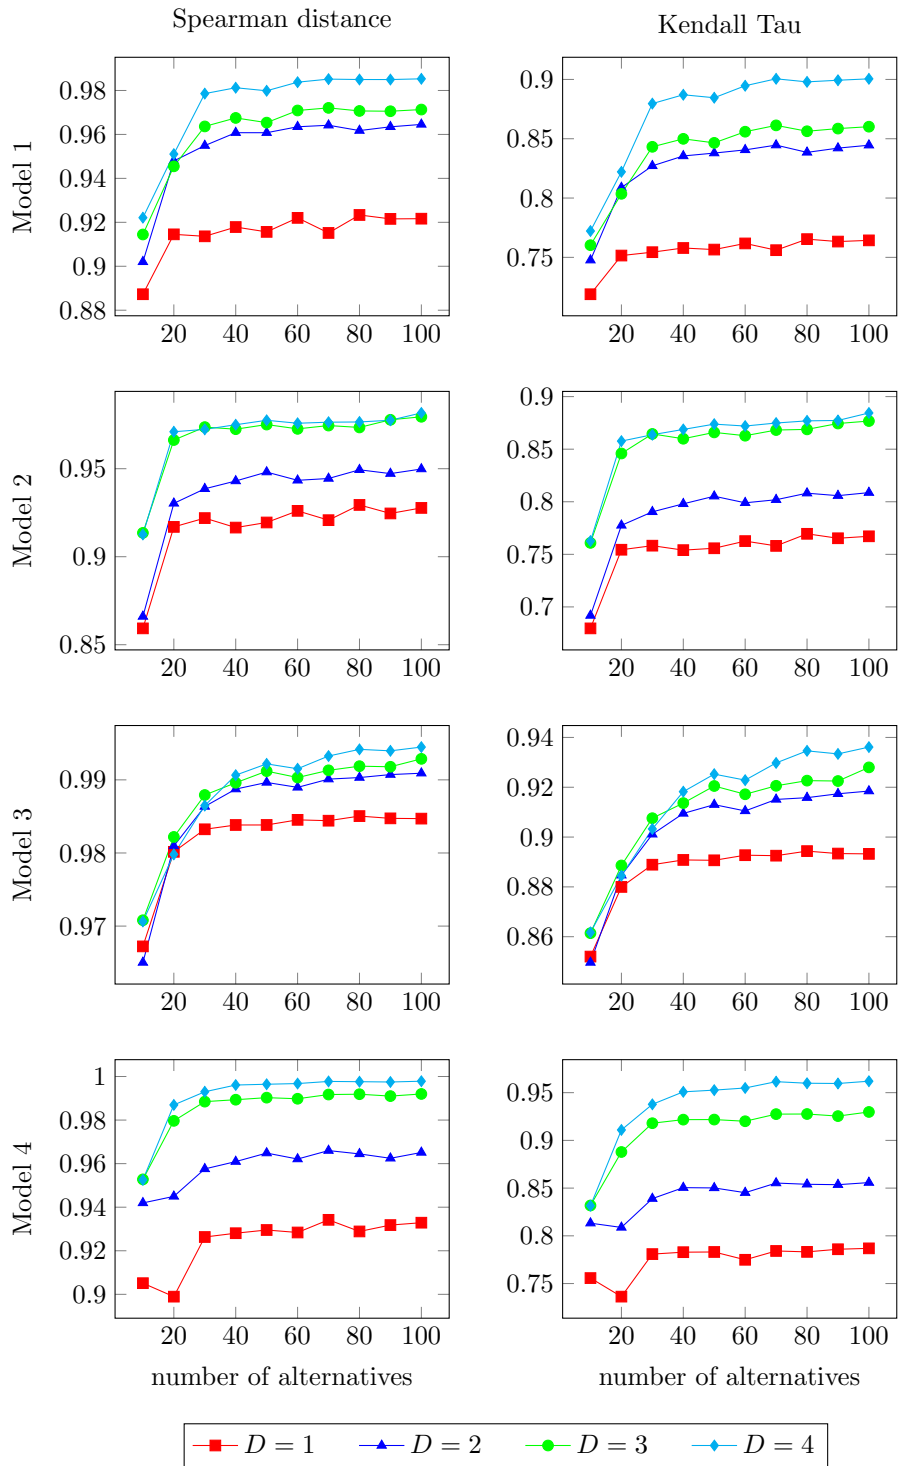 Spearman distance
Kendall Tau
Model 1
0.98
0.96
0.94
0.92
0.9
0.88
20 40 60 80 100
0.9
0.85
0.8
0.75
20 40 60 80 100
Model 2
0.95
0.9
0.85
20 40 60 80 100
0.9
0.85
0.8
0.75
0.7
20 40 60 80 100
Model 3
0.99
0.98
0.97
20 40 60 80 100
0.94
0.92
0.9
0.88
0.86
20 40 60 80 100
Model 4
1
0.98
0.96
0.94
0.92
0.9
20 40 60 80 100
number of alternatives
0.95
0.9
0.85
0.8
0.75
20 40 60 80 100
number of alternatives
D = 1 D = 2 D = 3 D = 4